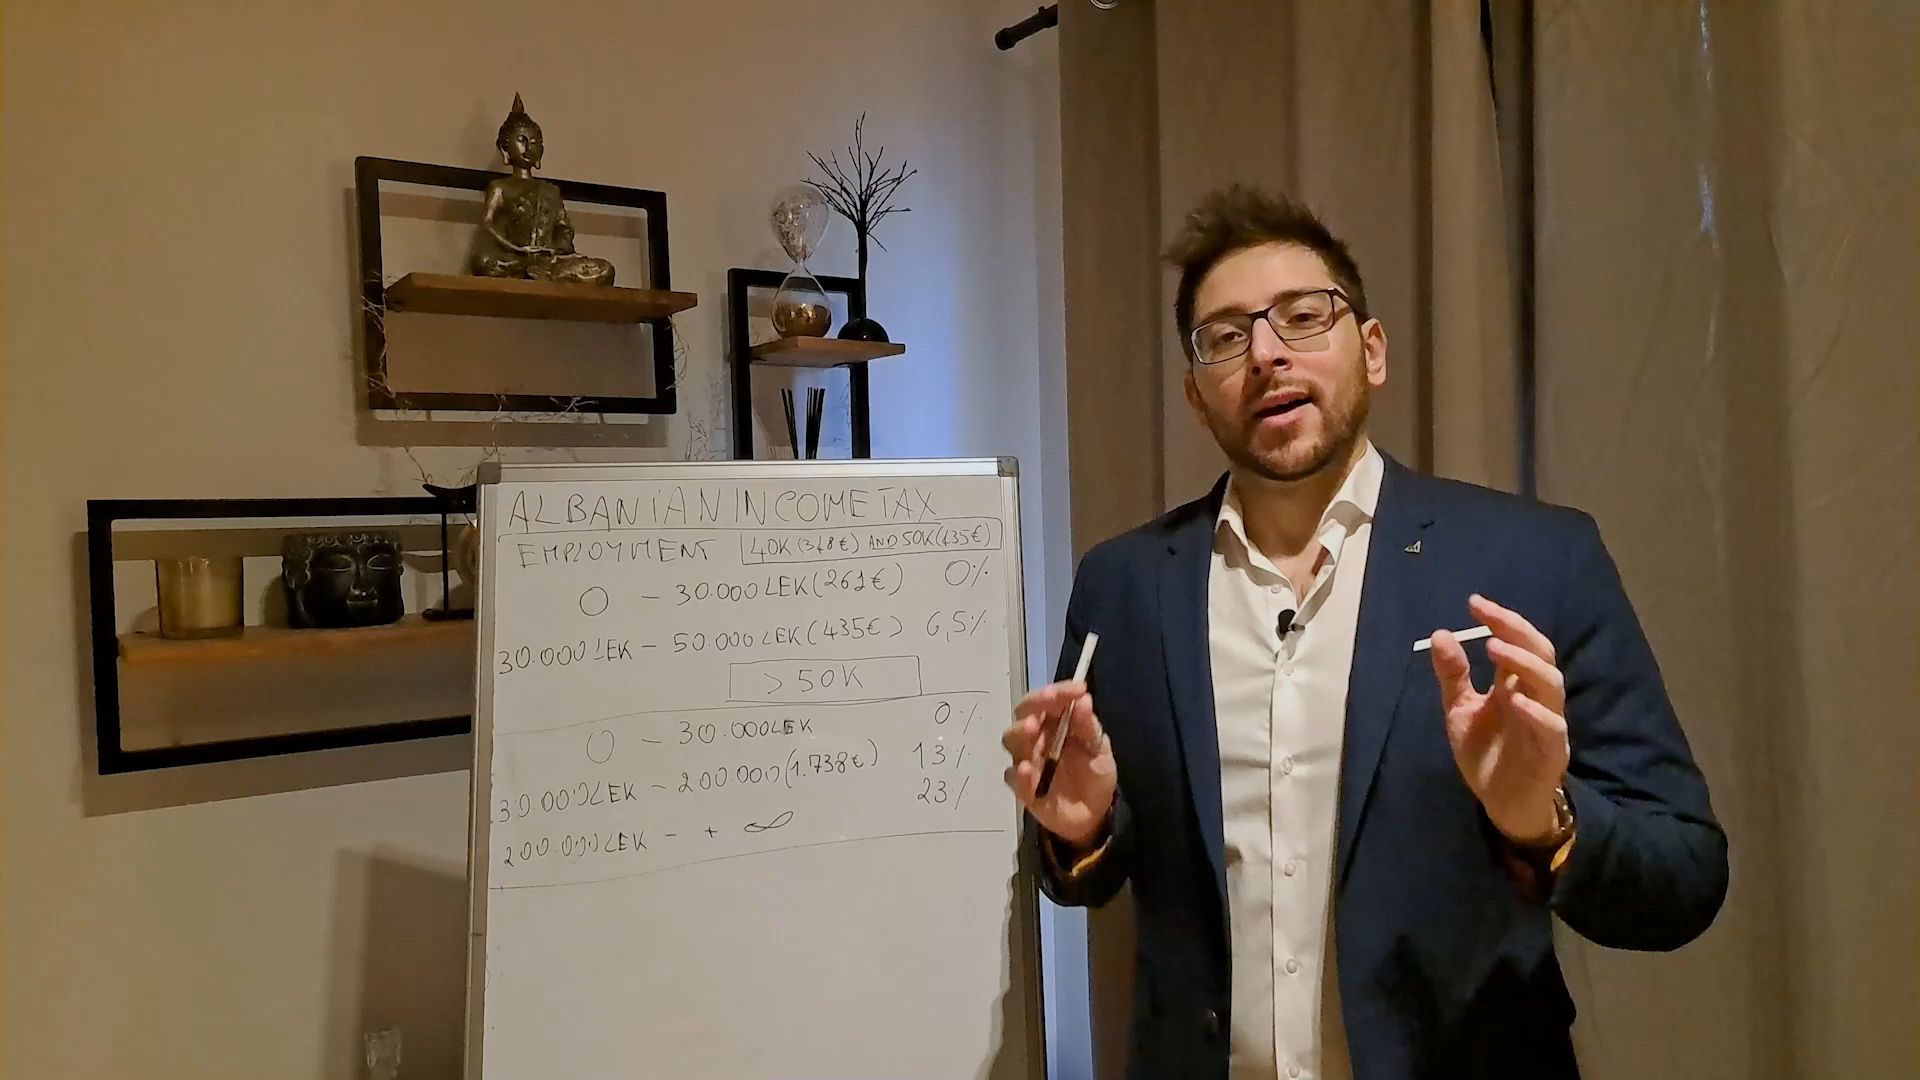 ALBANIAN INCOME TAX
EMPLOYMENT 40K (348€) AND 50K (435€)
0 - 30.000 LEK (261€) 0%
30.000 LEK - 50.000 LEK (435€) 6,5%
> 50K
0 - 30.000 LEK 0%
30.000 LEK - 200.000 (1.738€) 13%
200.000 LEK - + ∞ 23%